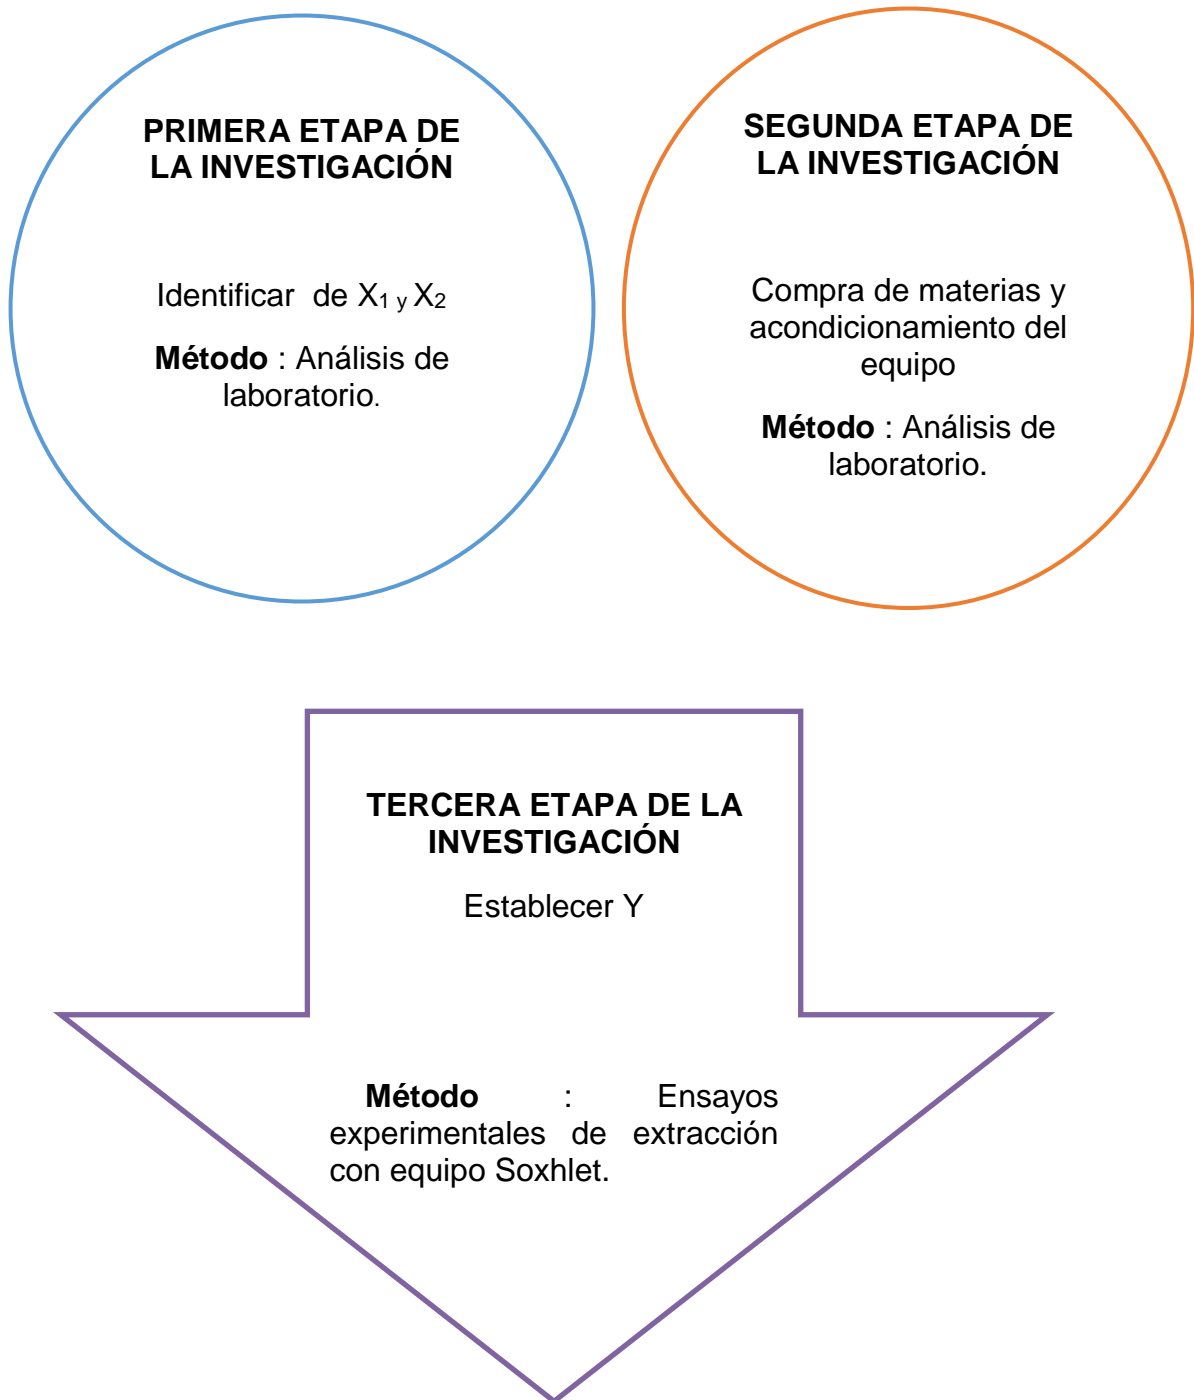 PRIMERA ETAPA DE
LA INVESTIGACIÓN
Identificar de X₁ y X₂
Método : Análisis de
laboratorio.
SEGUNDA ETAPA DE
LA INVESTIGACIÓN
Compra de materias y
acondicionamiento del
equipo
Método : Análisis de
laboratorio.
TERCERA ETAPA DE LA
INVESTIGACIÓN
Establecer Y
Método : Ensayos
experimentales de extracción
con equipo Soxhlet.